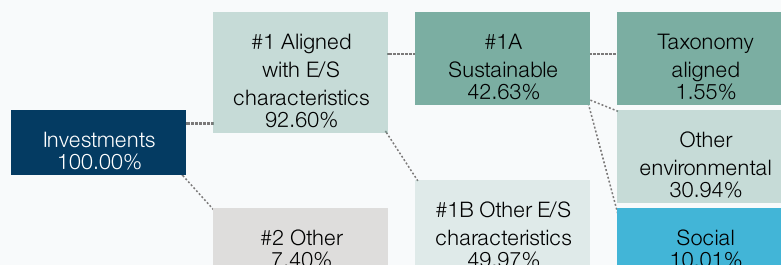 Investments
100.00%
#1 Aligned
with E/S
characteristics
92.60%
#2 Other
7.40%
#1A
Sustainable
42.63%
#1B Other E/S
characteristics
49.97%
Taxonomy
aligned
1.55%
Other
environmental
30.94%
Social
10.01%